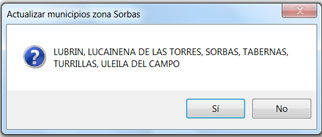 Actualizar municipios zona Sorbas
LUBRIN, LUCAINENA DE LAS TORRES, SORBAS, TABERNAS,
TURRILLAS, ULEILA DEL CAMPO
Sí
No